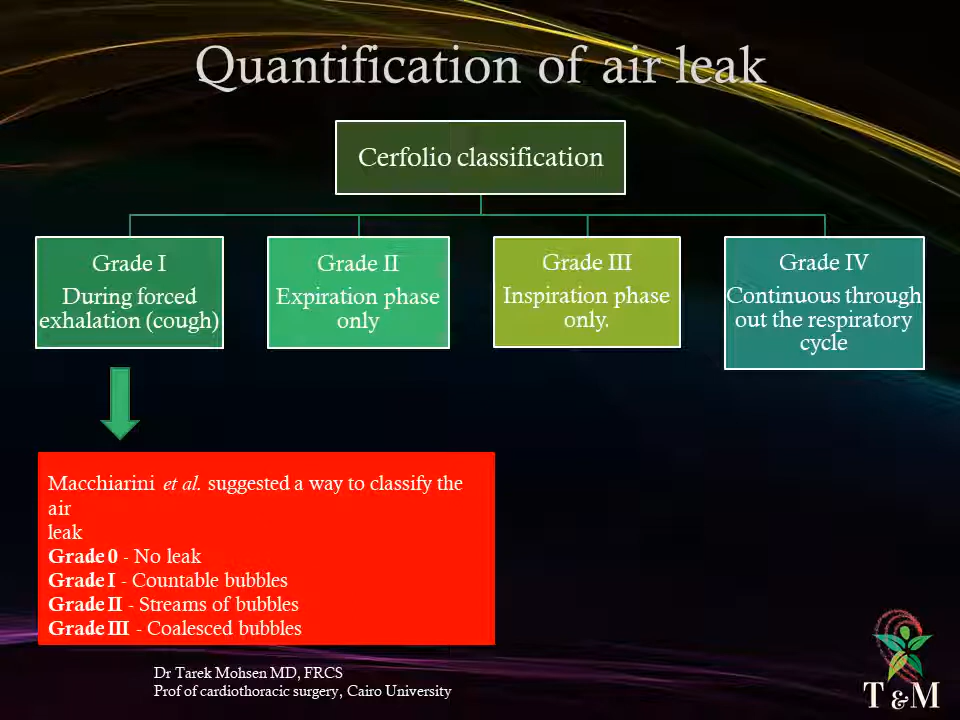 Quantification of air leak
Cerfolio classification
Grade I
During forced
exhalation (cough)
Grade II
Expiration phase
only
Grade III
Inspiration phase
only.
Grade IV
Continuous through
out the respiratory
cycle
Macchiarini et al. suggested a way to classify the
air
leak
Grade 0 - No leak
Grade I - Countable bubbles
Grade II - Streams of bubbles
Grade III - Coalesced bubbles
Dr Tarek Mohsen MD, FRCS
Prof of cardiothoracic surgery, Cairo University
T & M